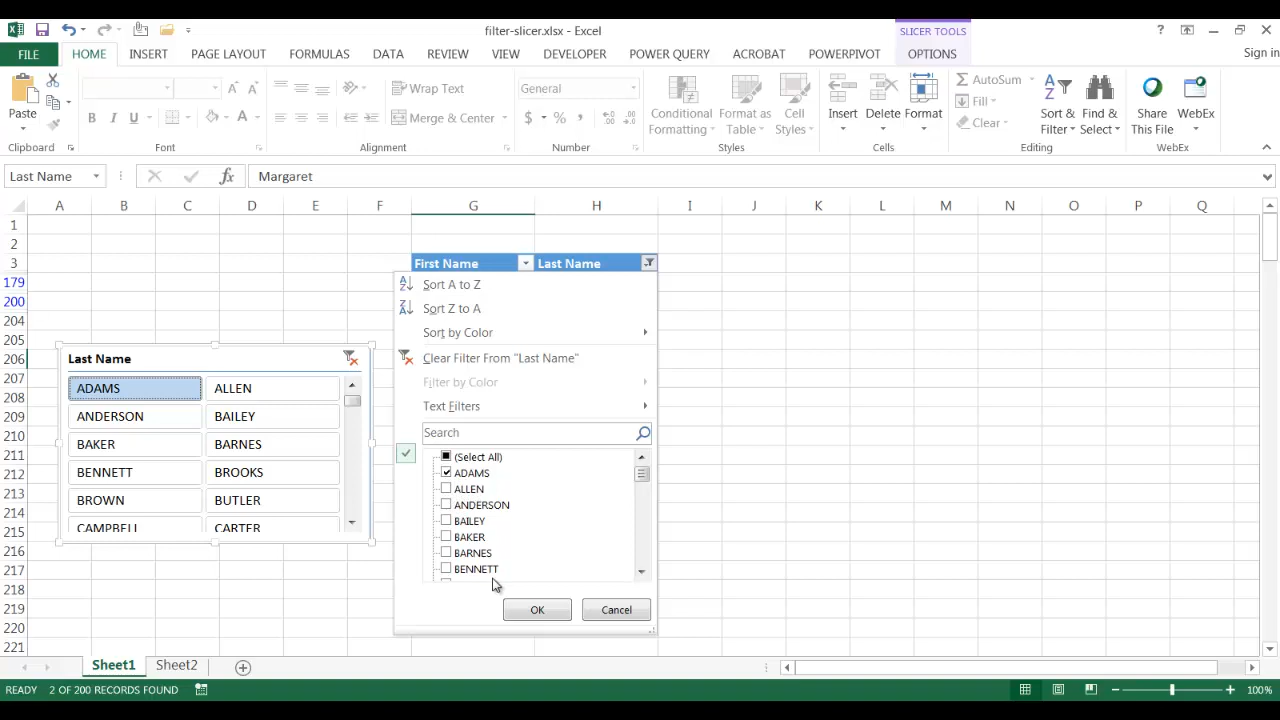 filter-slicer.xlsx - Excel
SLICER TOOLS
?
FILE HOME INSERT PAGE LAYOUT FORMULAS DATA REVIEW VIEW DEVELOPER POWER QUERY ACROBAT POWERPIVOT OPTIONS Sign in
Paste
Clipboard
B I U A
Font
Wrap Text
Merge & Center
Alignment
General
$ % ,
Number
Conditional Formatting
Format as Table
Cell Styles
Styles
Insert Delete Format
Cells
AutoSum
Fill
Clear
Sort & Filter
Find & Select
Editing
Share This File
WebEx
WebEx
Last Name fx Margaret
A B C D E F G H I J K L M N O P Q
1
2
3 First Name Last Name
179
200
204
205
206
207
208
209
210
211
212
213
214
215
216
217
218
219
220
221
Last Name
ADAMS ALLEN
ANDERSON BAILEY
BAKER BARNES
BENNETT BROOKS
BROWN BUTLER
CAMPBELL CARTER
Sort A to Z
Sort Z to A
Sort by Color
Clear Filter From "Last Name"
Filter by Color
Text Filters
Search
(Select All)
ADAMS
ALLEN
ANDERSON
BAILEY
BAKER
BARNES
BENNETT
OK Cancel
Sheet1 Sheet2
READY 2 OF 200 RECORDS FOUND 100%